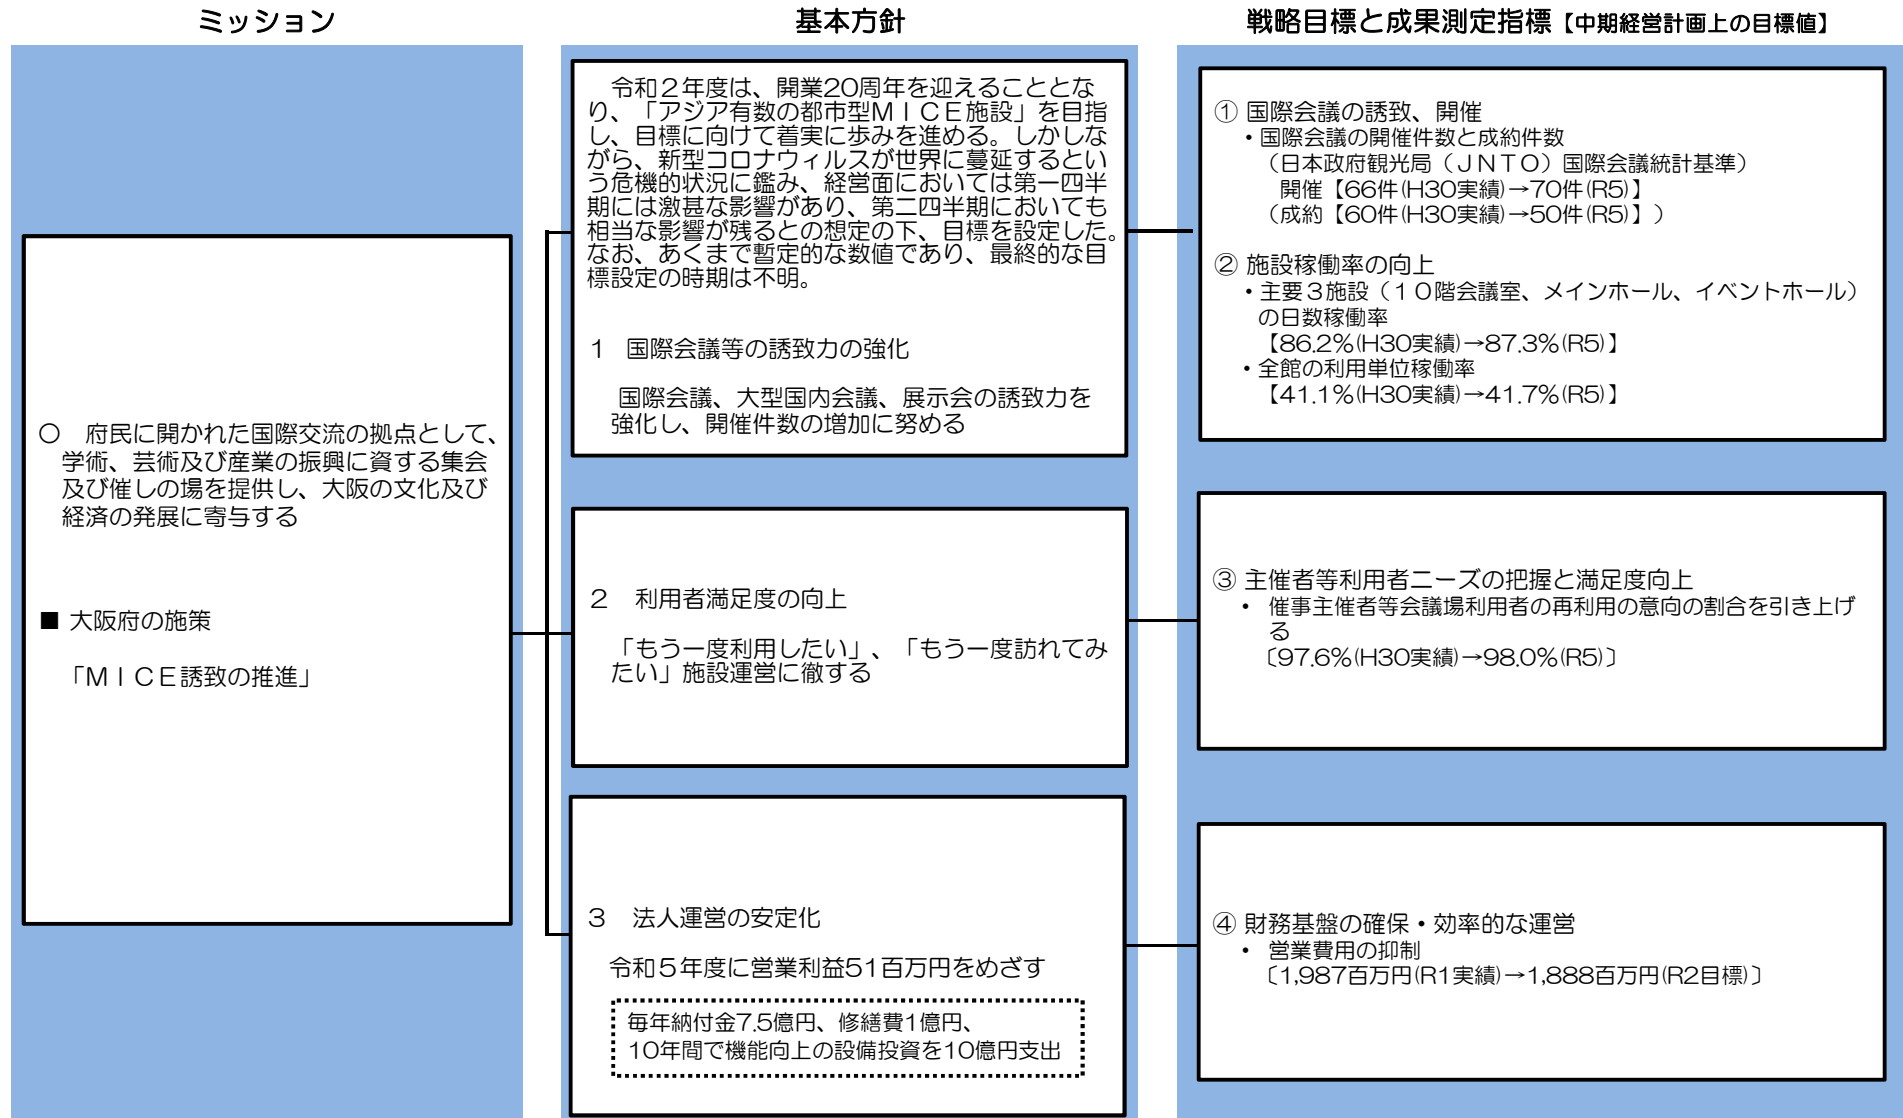 ミッション
○　府民に開かれた国際交流の拠点として、
学術、芸術及び産業の振興に資する集会
及び催しの場を提供し、大阪の文化及び
経済の発展に寄与する
■ 大阪府の施策
「ＭＩＣＥ誘致の推進」
基本方針
令和２年度は、開業20周年を迎えることとな
り、「アジア有数の都市型ＭＩＣＥ施設」を目指
し、目標に向けて着実に歩みを進める。しかしな
がら、新型コロナウィルスが世界に蔓延するとい
う危機的状況に鑑み、経営面においては第一四半
期には激甚な影響があり、第二四半期においても
相当な影響が残るとの想定の下、目標を設定した。
なお、あくまで暫定的な数値であり、最終的な目
標設定の時期は不明。
１　国際会議等の誘致力の強化
国際会議、大型国内会議、展示会の誘致力を
強化し、開催件数の増加に努める
２　利用者満足度の向上
「もう一度利用したい」、「もう一度訪れてみ
たい」施設運営に徹する
３　法人運営の安定化
令和５年度に営業利益51百万円をめざす
毎年納付金7.5億円、修繕費1億円、
10年間で機能向上の設備投資を10億円支出
戦略目標と成果測定指標【中期経営計画上の目標値】
① 国際会議の誘致、開催
・国際会議の開催件数と成約件数
（日本政府観光局（ＪＮＴＯ）国際会議統計基準）
開催【66件(H30実績)→70件(R5)】
（成約【60件(H30実績)→50件(R5)】）
② 施設稼働率の向上
・主要３施設（１０階会議室、メインホール、イベントホール）
の日数稼働率
【86.2％(H30実績)→87.3％(R5)】
・全館の利用単位稼働率
【41.1％(H30実績)→41.7％(R5)】
③ 主催者等利用者ニーズの把握と満足度向上
・ 催事主催者等会議場利用者の再利用の意向の割合を引き上げ
る
〔97.6％(H30実績)→98.0％(R5)〕
④ 財務基盤の確保・効率的な運営
・ 営業費用の抑制
〔1,987百万円(R1実績)→1,888百万円(R2目標)〕